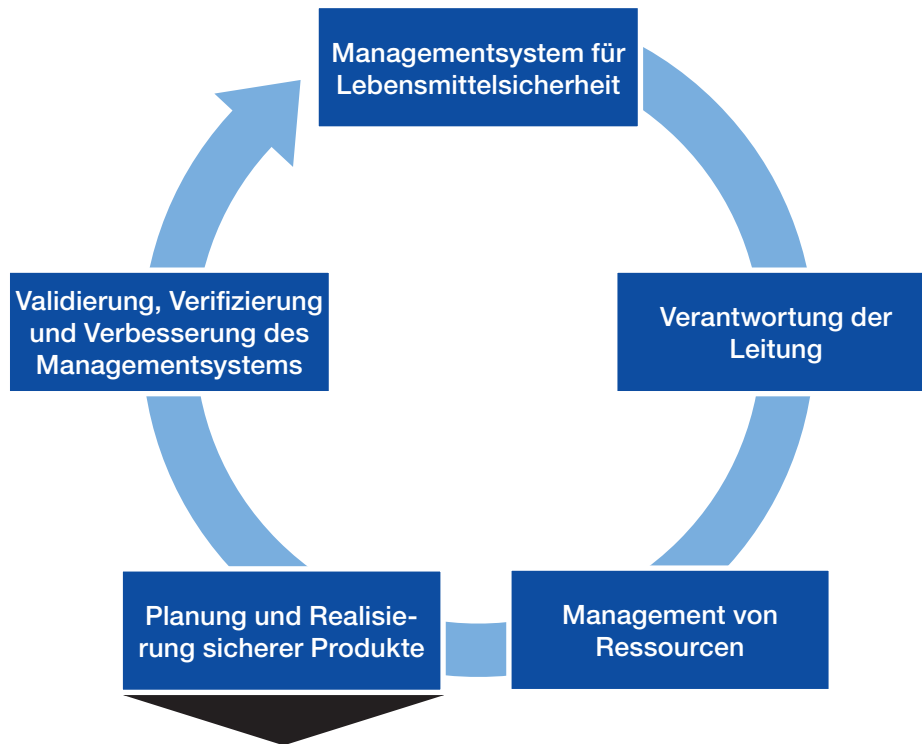 Managementsystem für
Lebensmittelsicherheit
Verantwortung der
Leitung
Management von
Ressourcen
Planung und Realisie-
rung sicherer Produkte
Validierung, Verifizierung
und Verbesserung des
Managementsystems